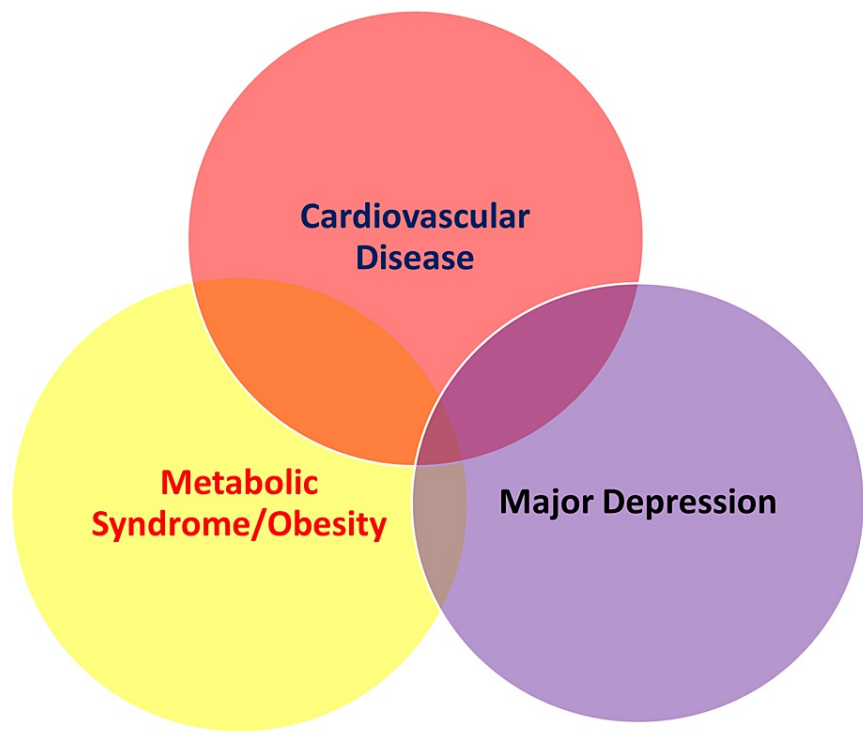 Cardiovascular
Disease
Metabolic
Syndrome/Obesity
Major Depression